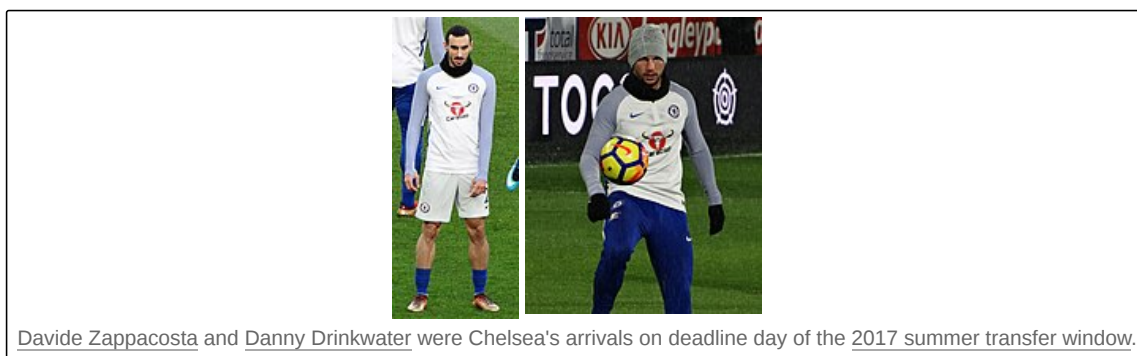 total
KIA
TOC
Davide Zappacosta and Danny Drinkwater were Chelsea's arrivals on deadline day of the 2017 summer transfer window.